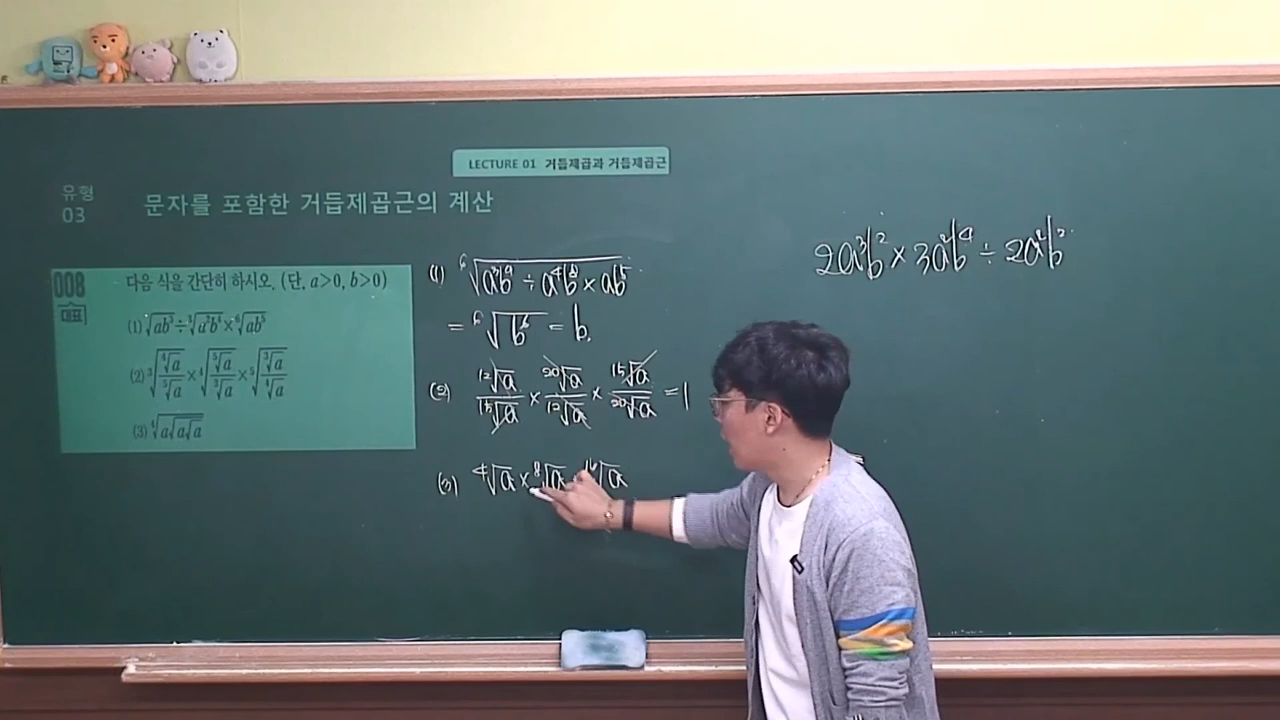 LECTURE 01 거듭제곱과 거듭제곱근
유형 03
문자를 포함한 거듭제곱근의 계산
008 대표
다음 식을 간단히 하시오. (단, a>0, b>0)
(1) √ab³ ÷ ³√a²b⁴ × ⁶√ab⁵
(2) ³√(⁴√a/⁵√a) × ⁴√(⁵√a/³√a) × ⁵√(³√a/⁴√a)
(3) ⁴√(a√(a√a))
(1) ⁶√(a³b⁹ ÷ a⁴b⁸ × ab⁵)
= ⁶√b⁶ = b.
(2) ¹²√a/¹⁵√a × ²⁰√a/¹²√a × ¹⁵√a/²⁰√a = 1
(3) ⁴√a × ⁸√a × ¹⁶√a
2a³b² × 3a²b⁴ ÷ 2a²b²